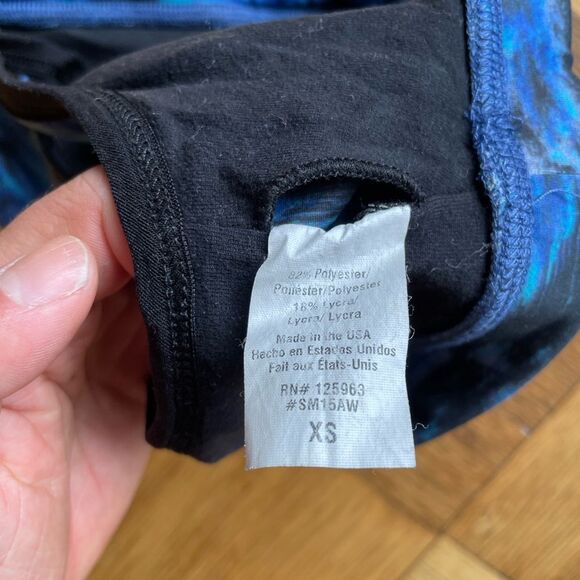 82% Polyester/
Poliéster/Polyester
18% Lycra/
Lycra/ Lycra
Made in the USA
Hecho en Estados Unidos
Fait aux États-Unis
RN# 125963
#SM15AW
XS